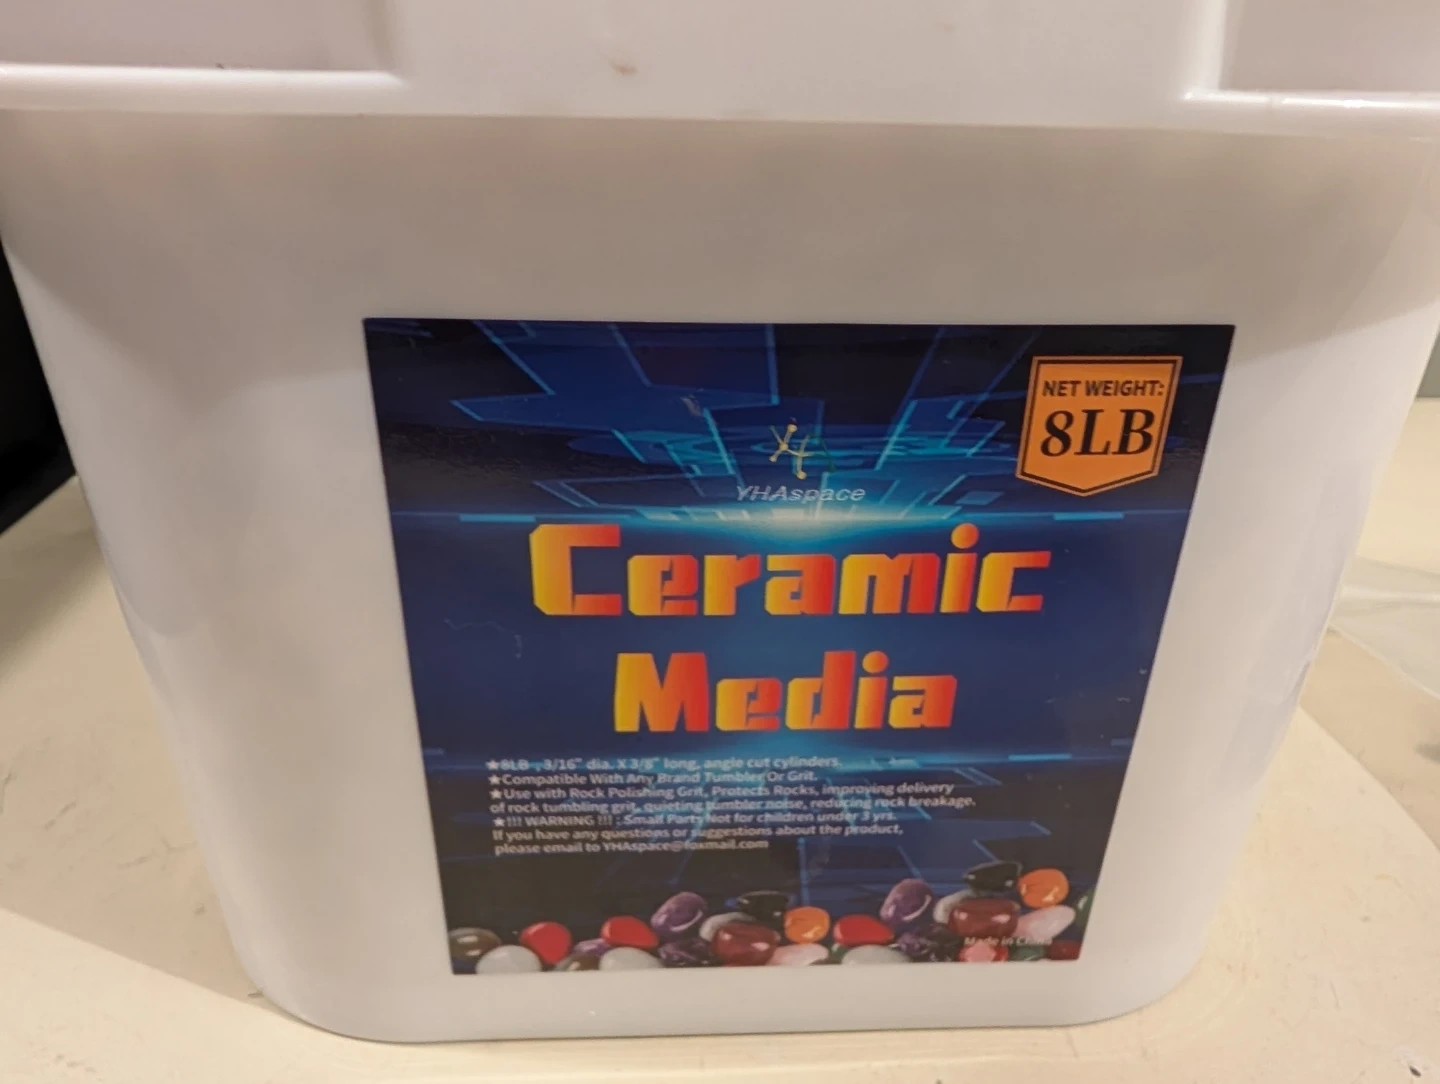 NET WEIGHT:
8LB
YHAspace
Ceramic
Media
★8LB , 3/16" dia. X 3/8" long, angle cut cylinders.
★Compatible With Any Brand Tumbler Or Grit.
★Use with Rock Polishing Grit, Protects Rocks, improving delivery
of rock tumbling grit, quieting tumbler noise, reducing rock breakage.
★!!! WARNING !!! : Small Parts Not for children under 3 yrs.
If you have any questions or suggestions about the product,
please email to YHAspace@foxmail.com
Made in China